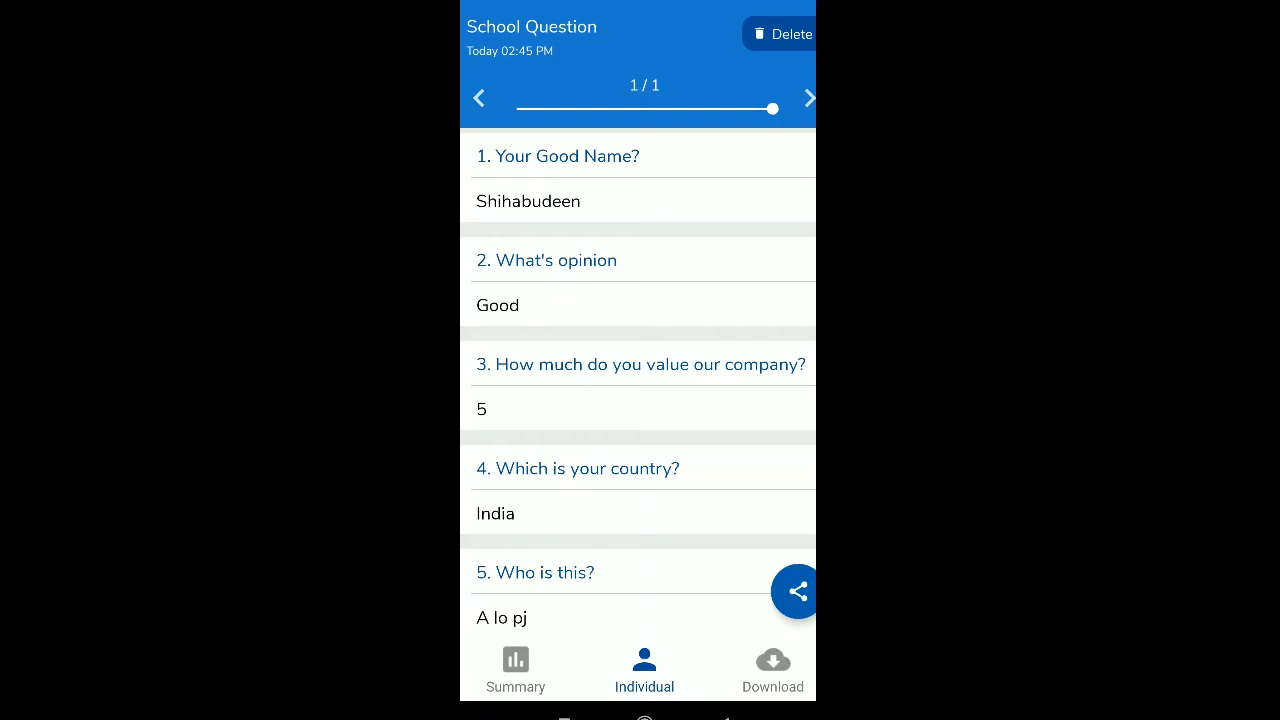 School Question
Delete
Today 02:45 PM
1 / 1
1. Your Good Name?
Shihabudeen
2. What's opinion
Good
3. How much do you value our company?
5
4. Which is your country?
India
5. Who is this?
A lo pj
Summary
Individual
Download